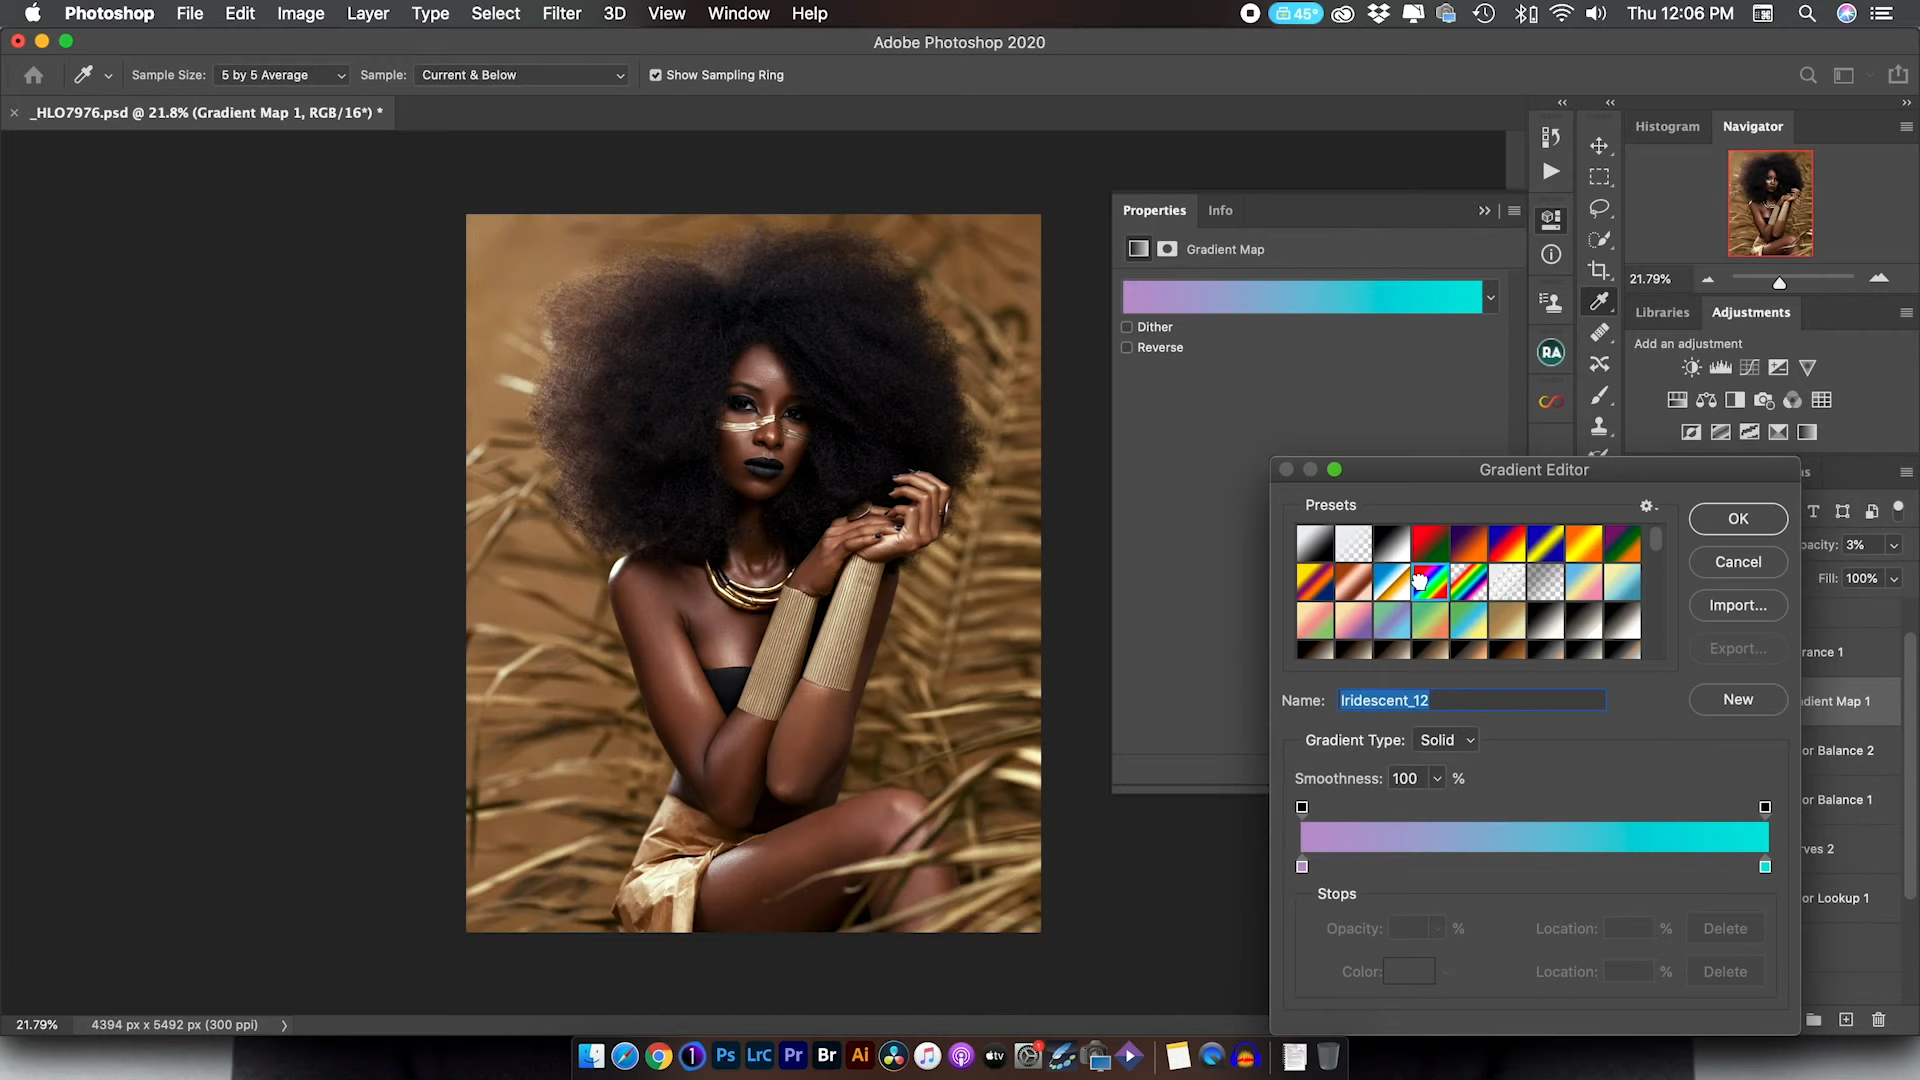 Photoshop File Edit Image Layer Type Select Filter 3D View Window Help 45° Thu 12:06 PM
Adobe Photoshop 2020
Sample Size: 5 by 5 Average Sample: Current & Below Show Sampling Ring
× _HLO7976.psd @ 21.8% (Gradient Map 1, RGB/16*) *
Histogram Navigator
Properties Info
Gradient Map
21.79%
Libraries Adjustments
Dither
Add an adjustment
Reverse
RA
Gradient Editor
Presets
OK
pacity: 3%
Cancel
Fill: 100%
Import...
Export...
rance 1
Name: Iridescent_12 New
adient Map 1
Gradient Type: Solid
or Balance 2
Smoothness: 100 %
or Balance 1
rves 2
Stops
or Lookup 1
Opacity: % Location: % Delete
Color: Location: % Delete
21.79% 4394 px x 5492 px (300 ppi)
Ps LrC Pr Br Ai tv 1